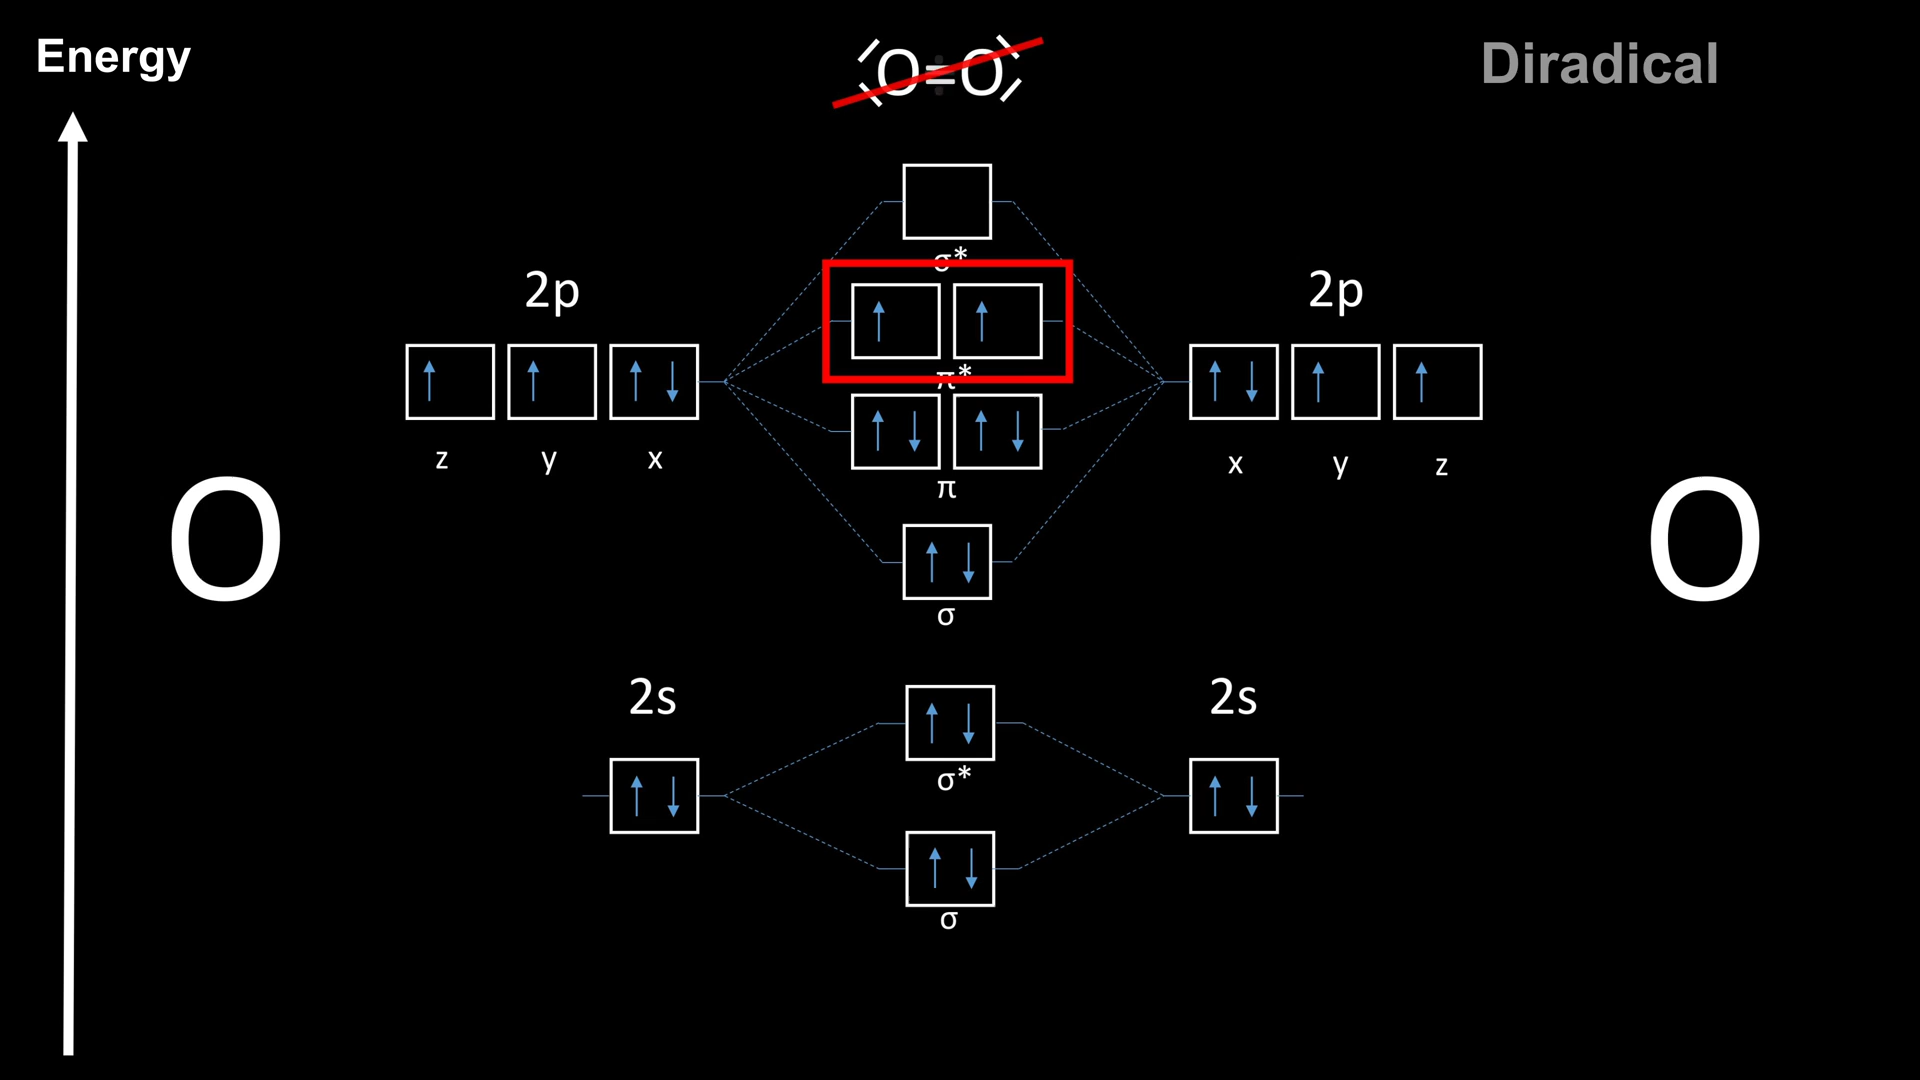 Energy
O=O
Diradical
σ*
2p
2p
π*
z y x
x y z
π
O
O
σ
2s
2s
σ*
σ